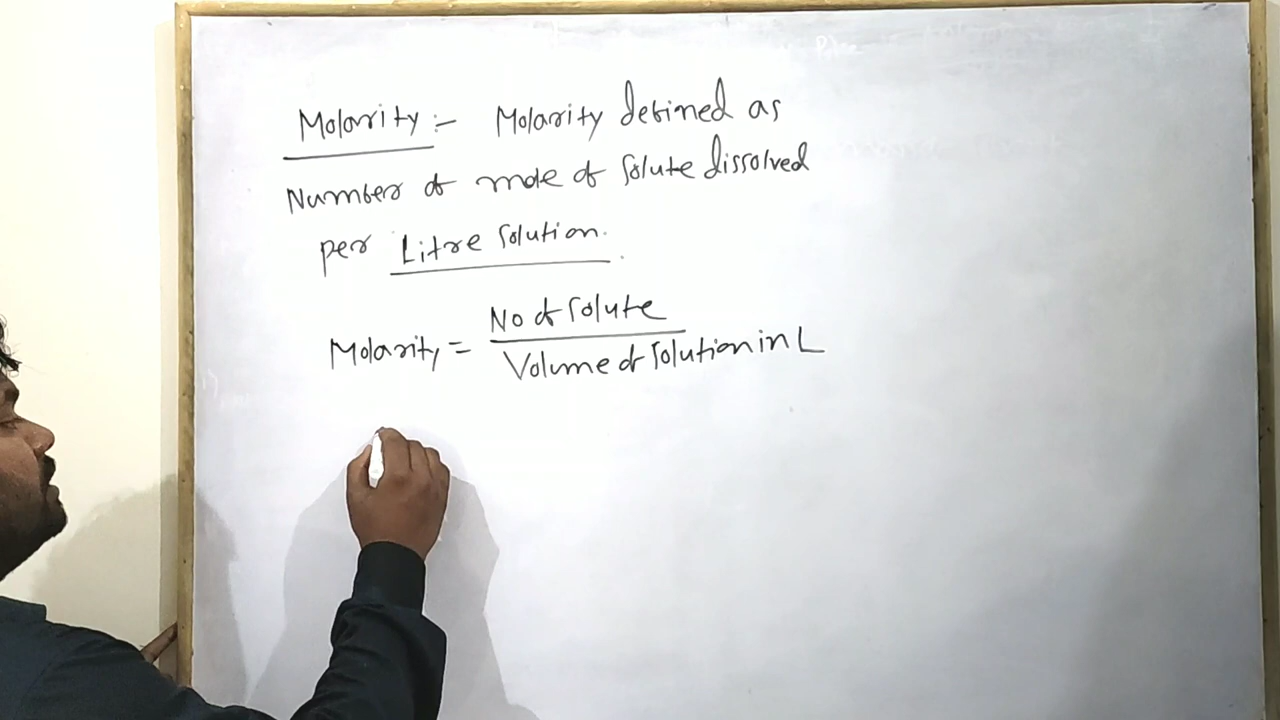 Molarity :- Molarity defined as
Number of mole of Solute dissolved
per Litre Solution.
Molarity = No of Solute / Volume of Solution in L